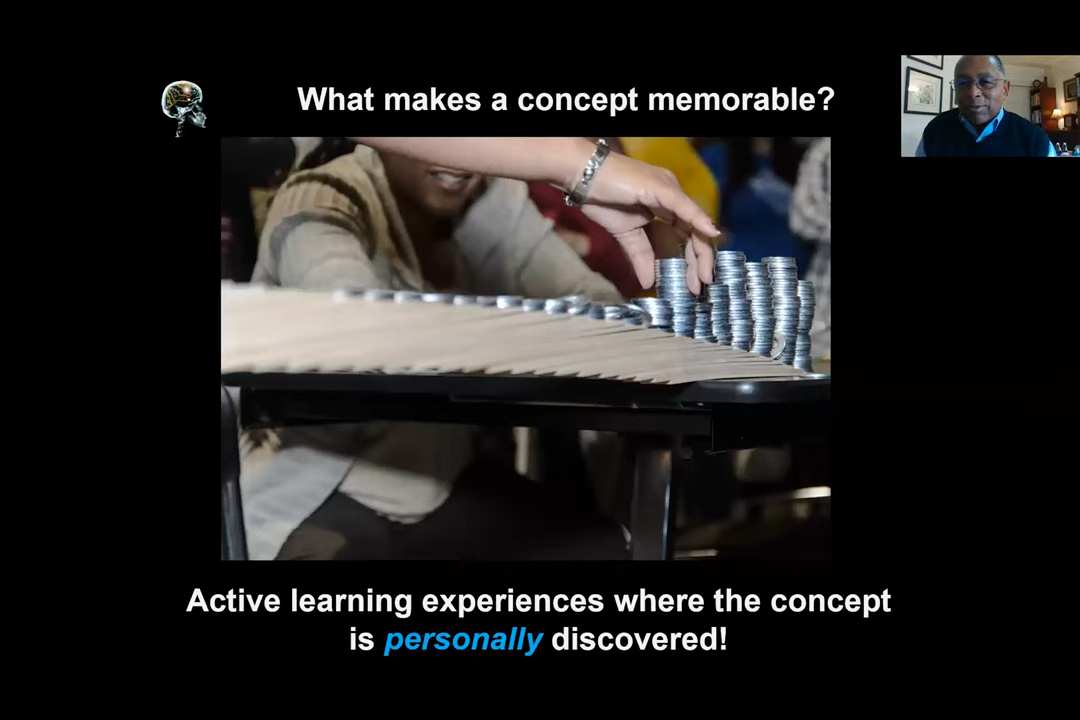 What makes a concept memorable?
Active learning experiences where the concept
is personally discovered!